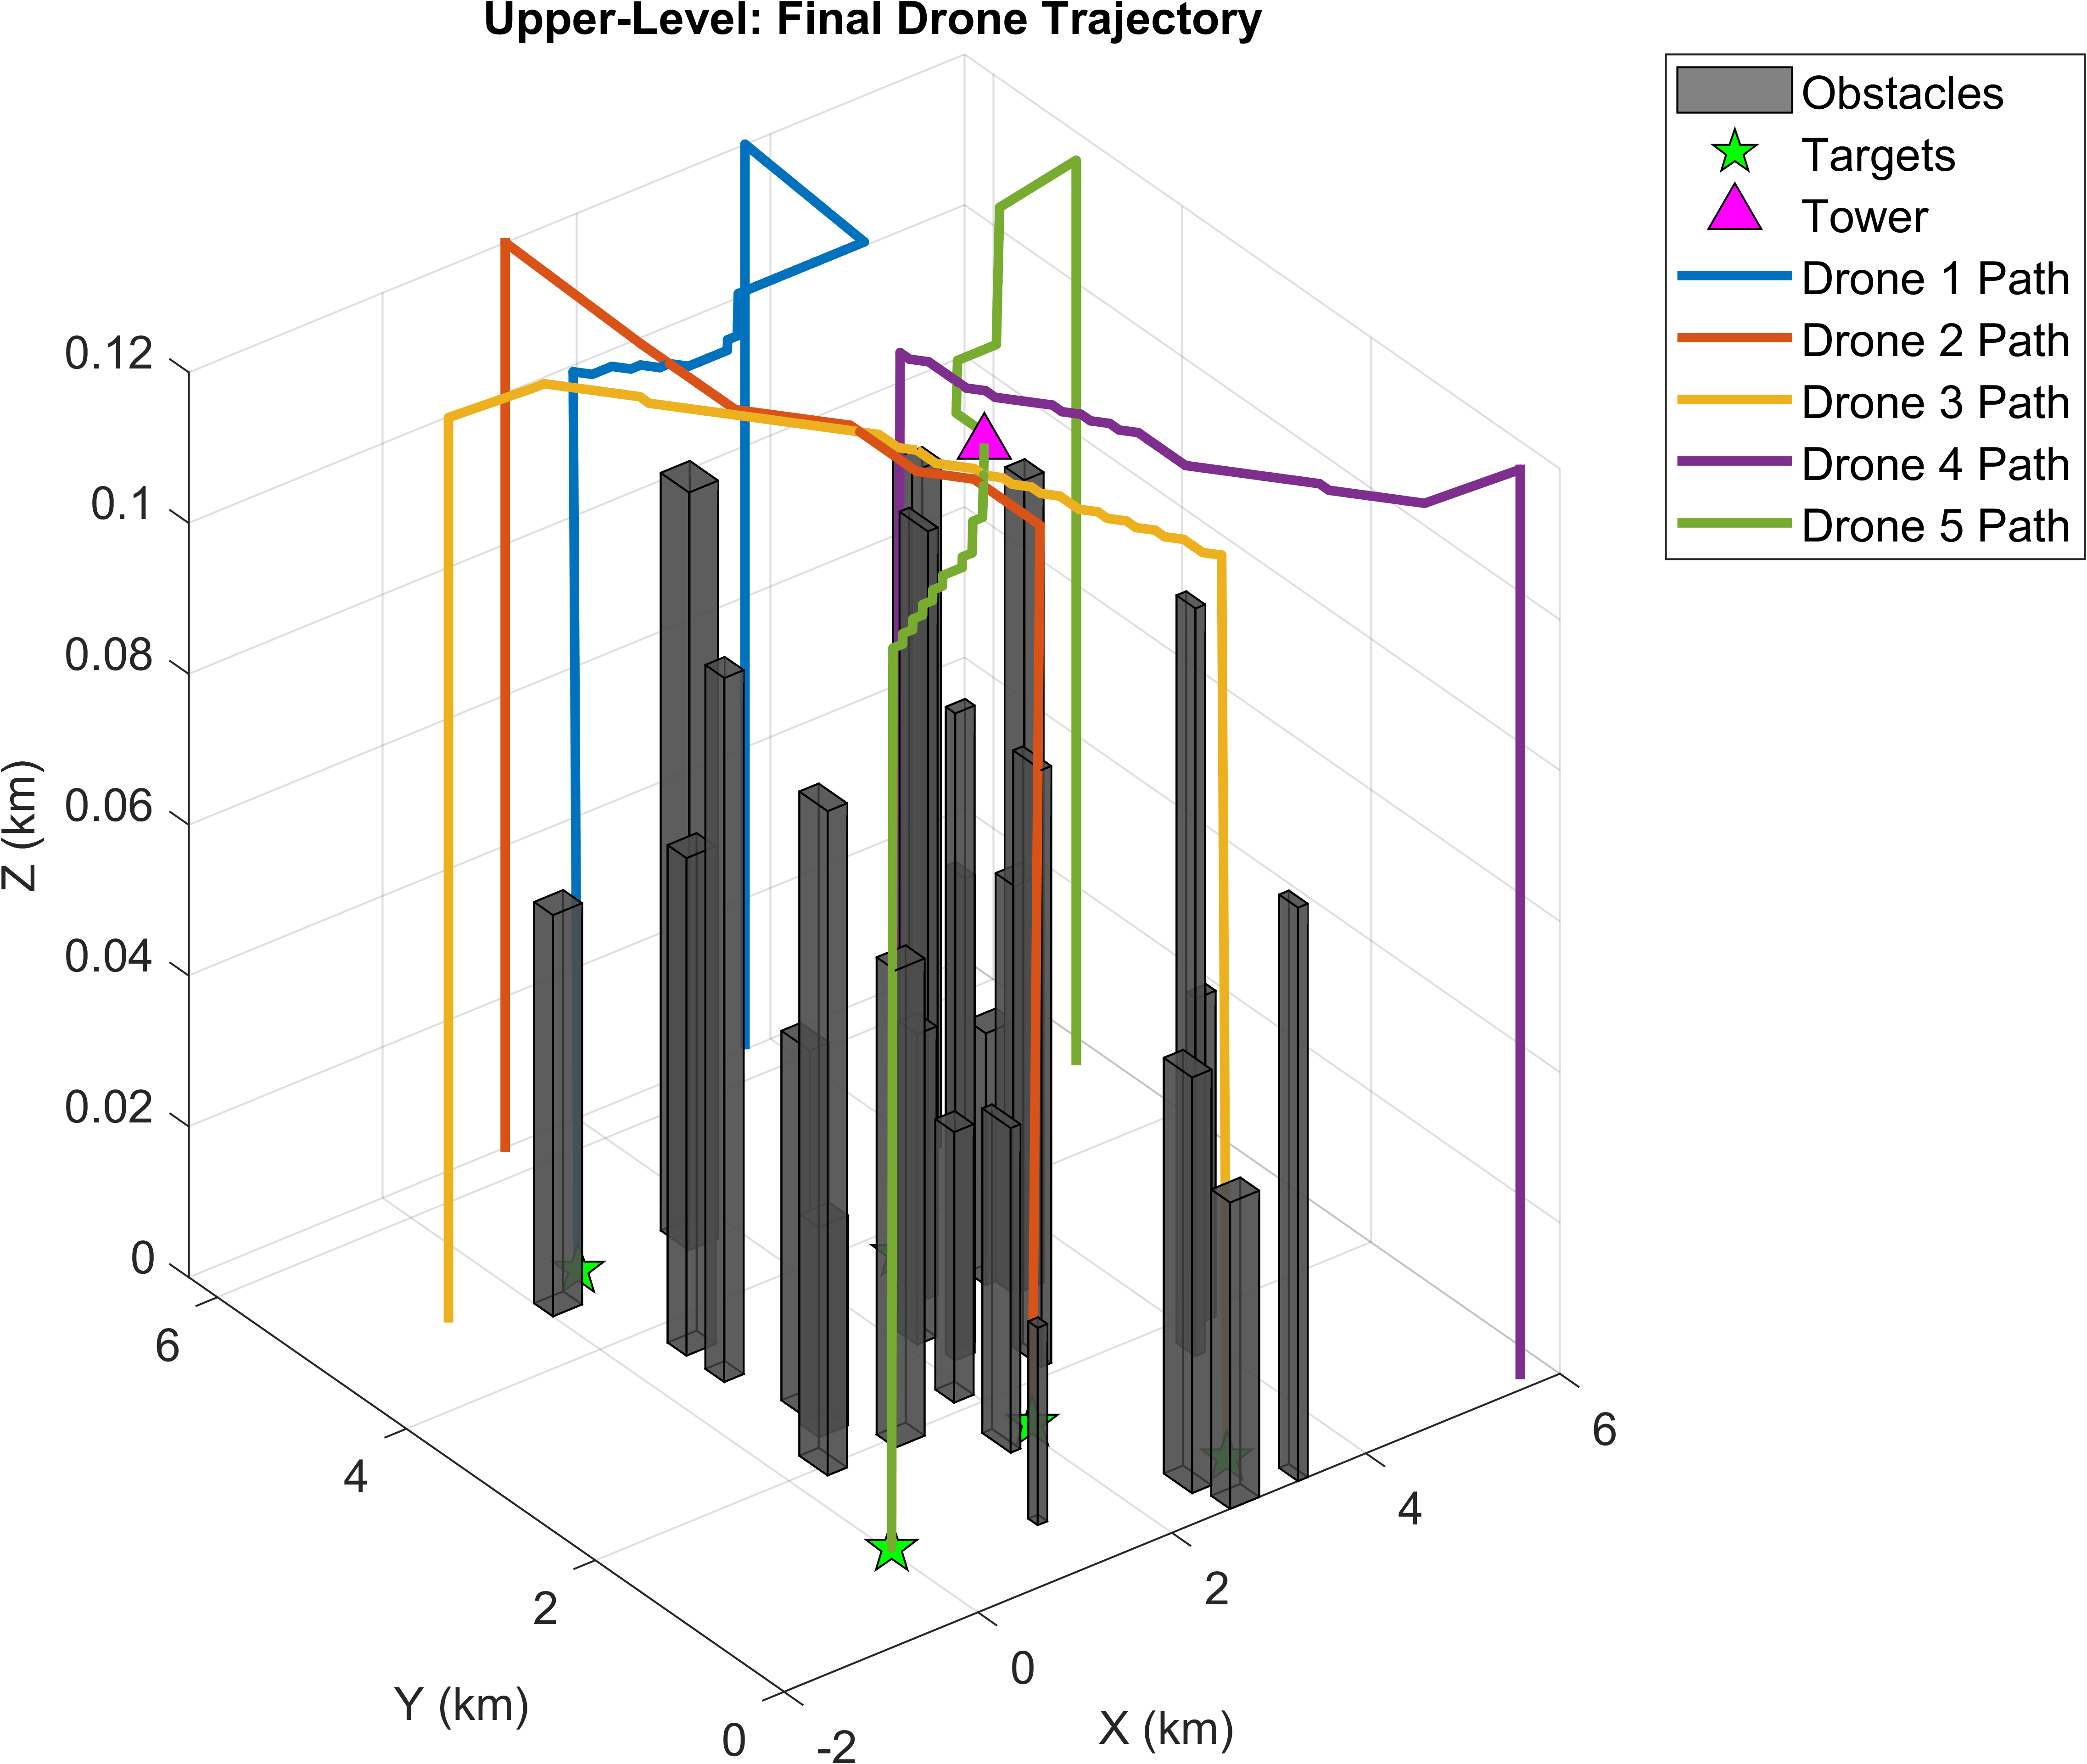 Upper-Level: Final Drone Trajectory
Obstacles
Targets
Tower
Drone 1 Path
Drone 2 Path
Drone 3 Path
Drone 4 Path
Drone 5 Path
0.12
0.1
0.08
0.06
0.04
0.02
0
Z (km)
6
4
2
0
Y (km)
-2
0
2
4
6
X (km)